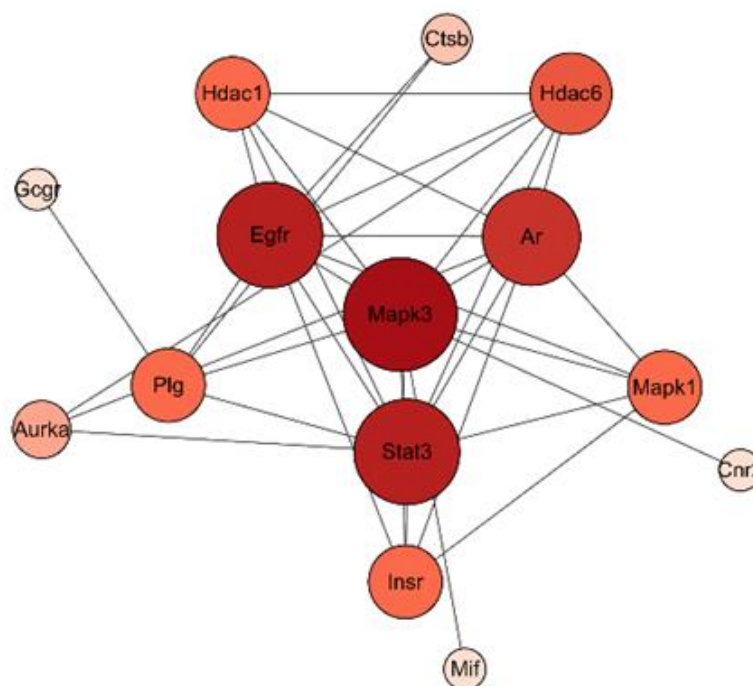 Ctsb
Hdac1
Hdac6
Gcgr
Egfr
Ar
Mapk3
Plg
Mapk1
Aurka
Stat3
Insr
Mif